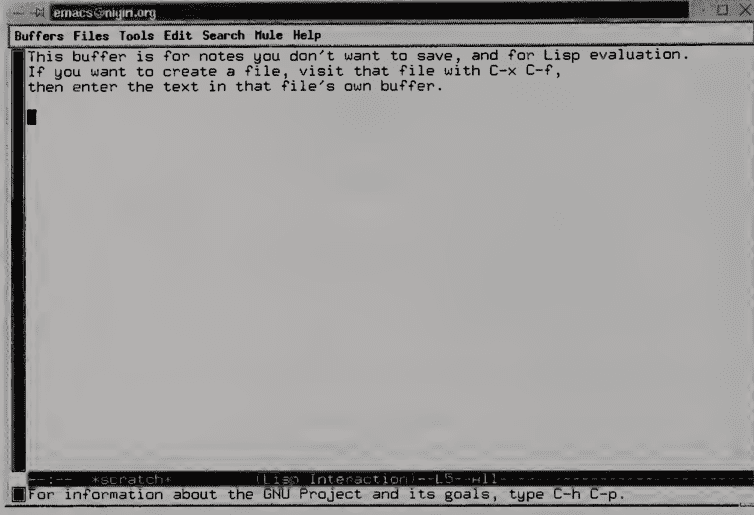 emacs@nigiri.org
Buffers Files Tools Edit Search Mule Help
This buffer is for notes you don't want to save, and for Lisp evaluation.
If you want to create a file, visit that file with C-x C-f,
then enter the text in that file's own buffer.
--:-- *scratch* (Lisp Interaction)--L5--All-----------------------------
For information about the GNU Project and its goals, type C-h C-p.